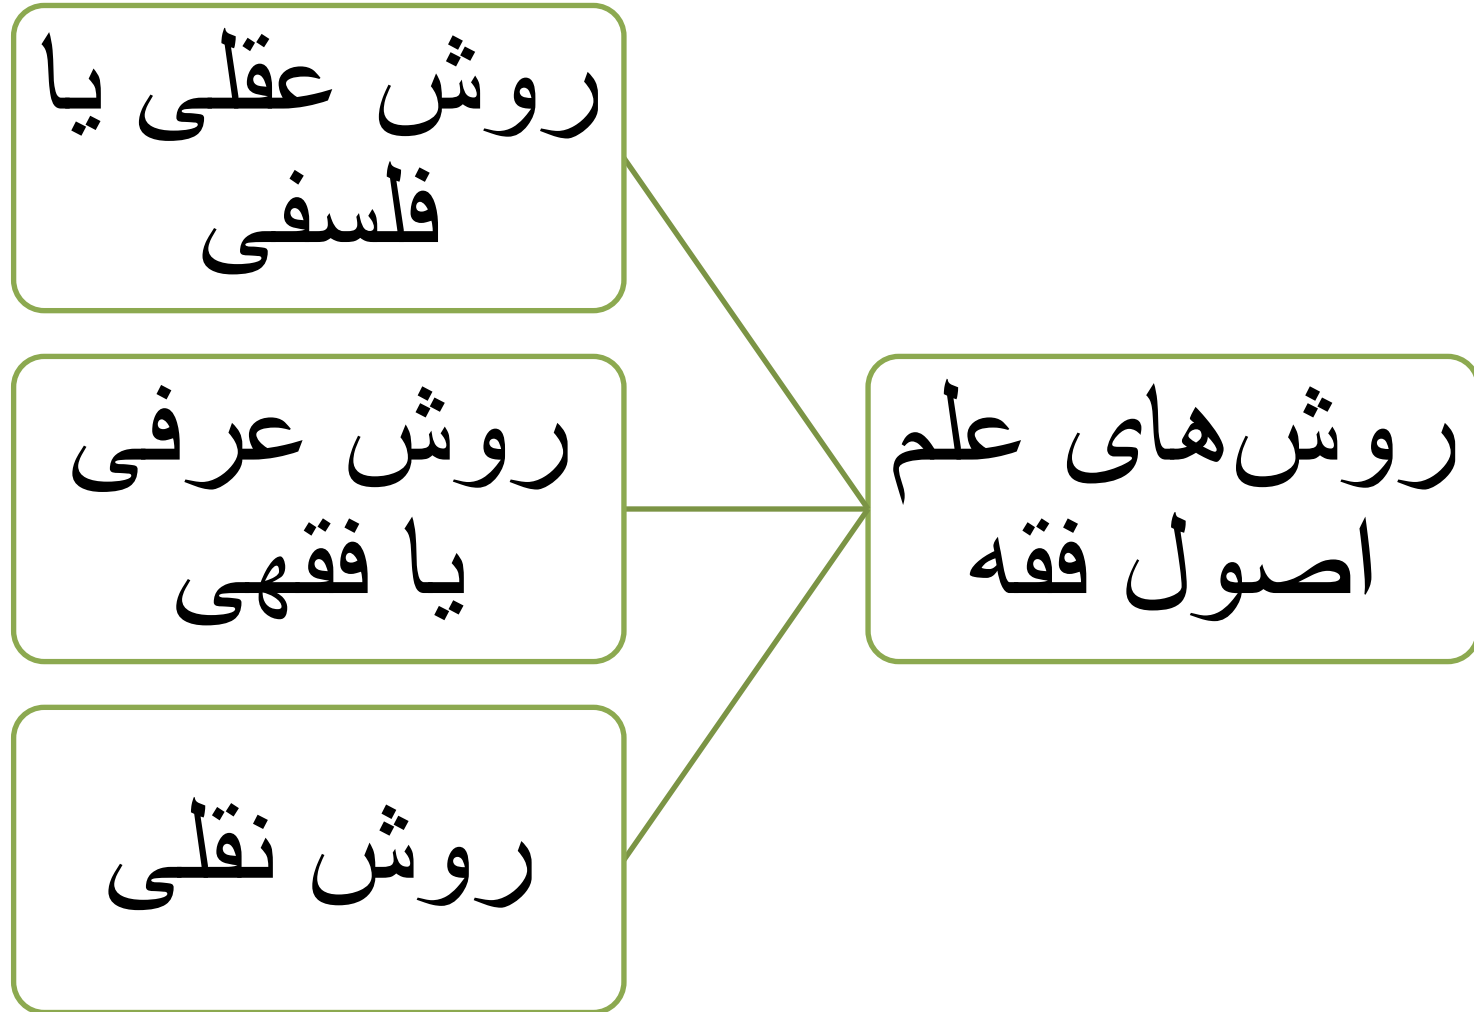 روش‌های علم
اصول فقه
روش عقلی یا
فلسفی
روش عرفی
یا فقهی
روش نقلی